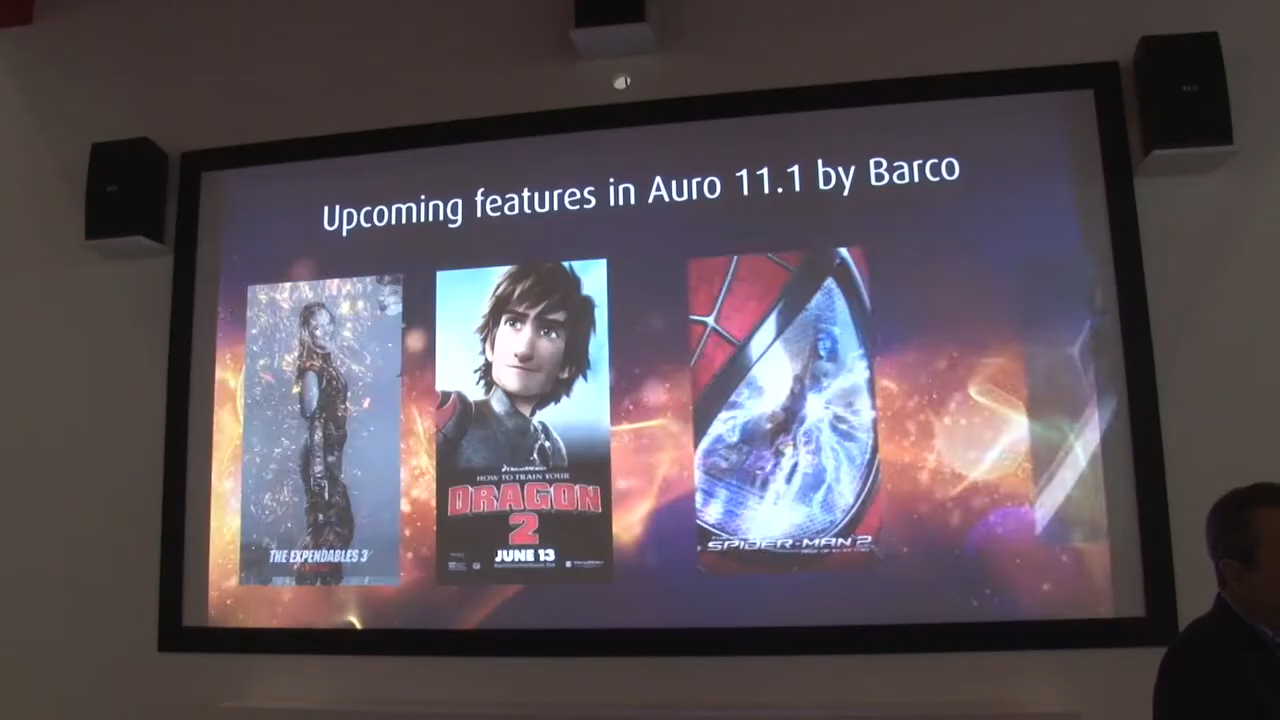 Upcoming features in Auro 11.1 by Barco
THE EXPENDABLES 3
HOW TO TRAIN YOUR
DRAGON
2
JUNE 13
SPIDER-MAN 2